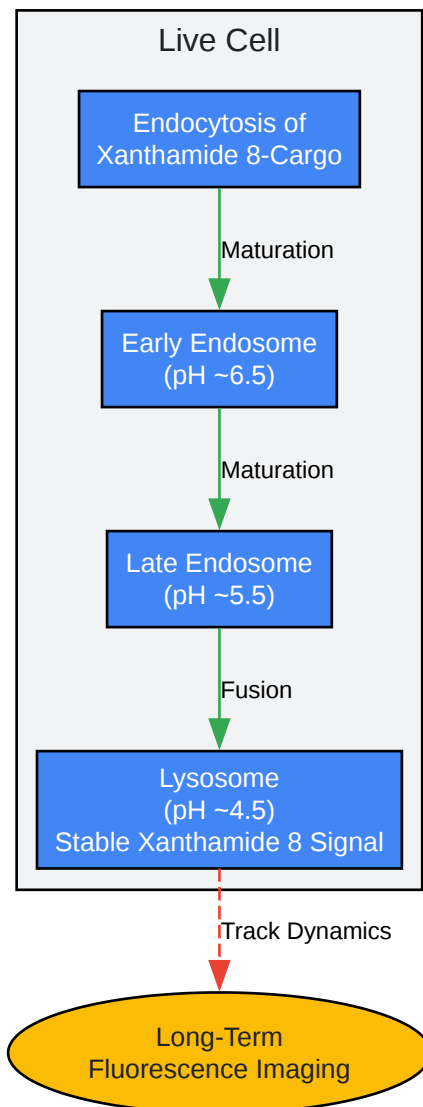 Live Cell
Endocytosis of
Xanthamide 8-Cargo
Maturation
Early Endosome
(pH ~6.5)
Maturation
Late Endosome
(pH ~5.5)
Fusion
Lysosome
(pH ~4.5)
Stable Xanthamide 8 Signal
Track Dynamics
Long-Term
Fluorescence Imaging